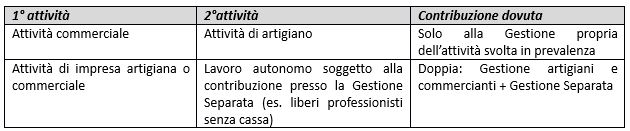 1° attività 2°attività Contribuzione dovuta
Attività commerciale Attività di artigiano Solo alla Gestione propria
dell’attività svolta in prevalenza
Attività di impresa artigiana o Lavoro autonomo soggetto alla Doppia: Gestione artigiani e
commerciale contribuzione presso la Gestione commercianti + Gestione Separata
Separata (es. liberi professionisti
senza cassa)